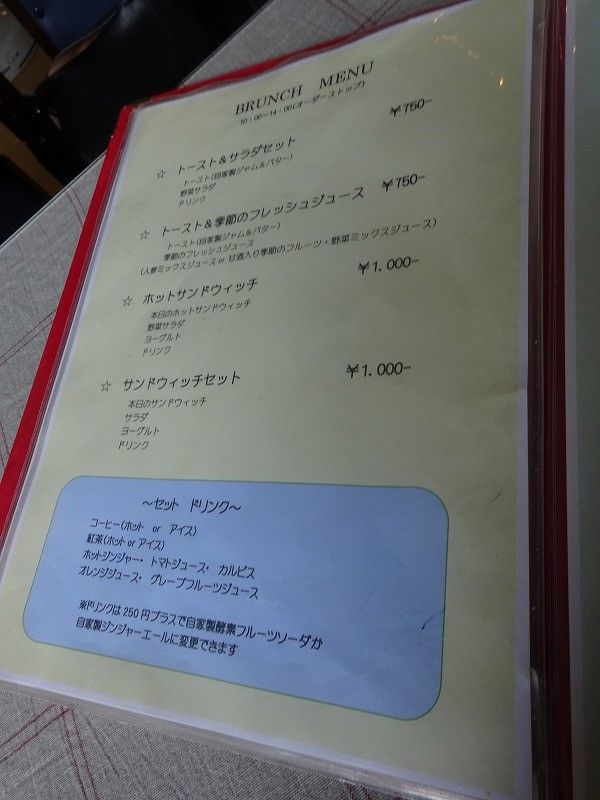 BRUNCH MENU
10:00ー14:00(オーダーストップ)
☆ トースト＆サラダセット ￥750-
トースト(自家製ジャム＆バター)
野菜サラダ
ドリンク
☆ トースト＆季節のフレッシュジュース ￥750-
トースト(自家製ジャム＆バター)
季節のフレッシュジュース
(人参ミックスジュース or 甘酒入り季節のフルーツ・野菜ミックスジュース)
☆ ホットサンドウィッチ ￥1.000-
本日のホットサンドウィッチ
野菜サラダ
ヨーグルト
ドリンク
☆ サンドウィッチセット ￥1.000-
本日のサンドウィッチ
サラダ
ヨーグルト
ドリンク
～セット ドリンク～
コーヒー(ホット or アイス)
紅茶(ホット or アイス)
ホットジンジャー・ トマトジュース・ カルピス
オレンジジュース・ グレープフルーツジュース
※ドリンクは250円プラスで自家製酵素フルーツソーダか
自家製ジンジャーエールに変更できます